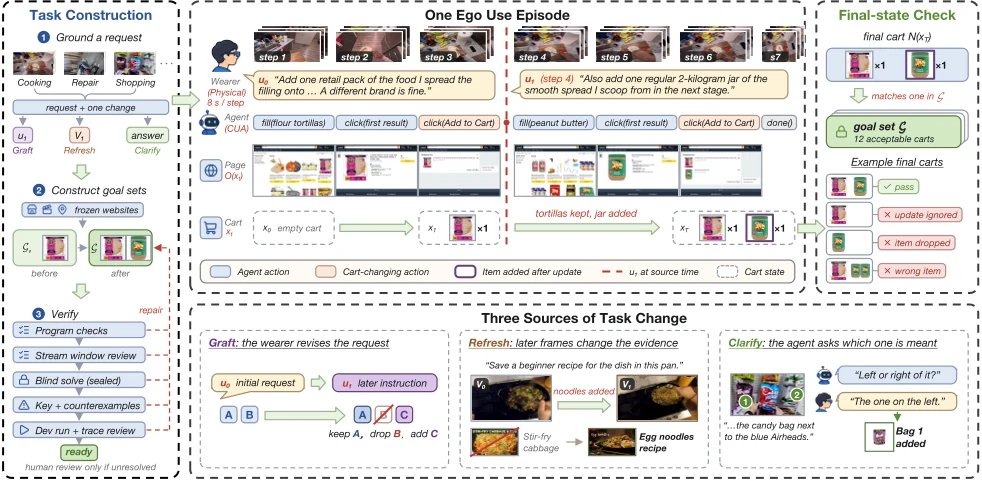 Task Construction
1 Ground a request
Cooking Repair Shopping ...
request + one change
u₁ V₁ answer
Graft Refresh Clarify
2 Construct goal sets
frozen websites
𝒢₀ 𝒢
before after
3 Verify
repair
Program checks
Stream window review
Blind solve (sealed)
Key + counterexamples
Dev run + trace review
ready
human review only if unresolved
One Ego Use Episode
step 1 step 2 step 3 step 4 step 5 step 6 s7
Wearer
(Physical)
8 s / step
u₀ “Add one retail pack of the food I spread the
filling onto ... A different brand is fine.”
u₁ (step 4) “Also add one regular 2-kilogram jar of the
smooth spread I scoop from in the next stage.”
Agent
(CUA)
fill(flour tortillas) click(first result) click(Add to Cart) fill(peanut butter) click(first result) click(Add to Cart) done()
Page
O(xₜ)
Cart
xₜ
x₀ empty cart
x₁ ×1
tortillas kept, jar added
x_T ×1 ×1
Agent action Cart-changing action Item added after update u₁ at source time Cart state
Final-state Check
final cart N(x_T)
×1 ×1
matches one in 𝒢
goal set 𝒢
12 acceptable carts
Example final carts
✓ pass
× update ignored
× item dropped
× wrong item
Three Sources of Task Change
Graft: the wearer revises the request
u₀ initial request
u₁ later instruction
A B A B C
keep A, drop B, add C
Refresh: later frames change the evidence
“Save a beginner recipe for the dish in this pan.”
V₀ noodles added V₁
Stir-fry
cabbage
Egg noodles
recipe
Clarify: the agent asks which one is meant
1 2
“...the candy bag next
to the blue Airheads.”
“Left or right of it?”
“The one on the left.”
Bag 1
added